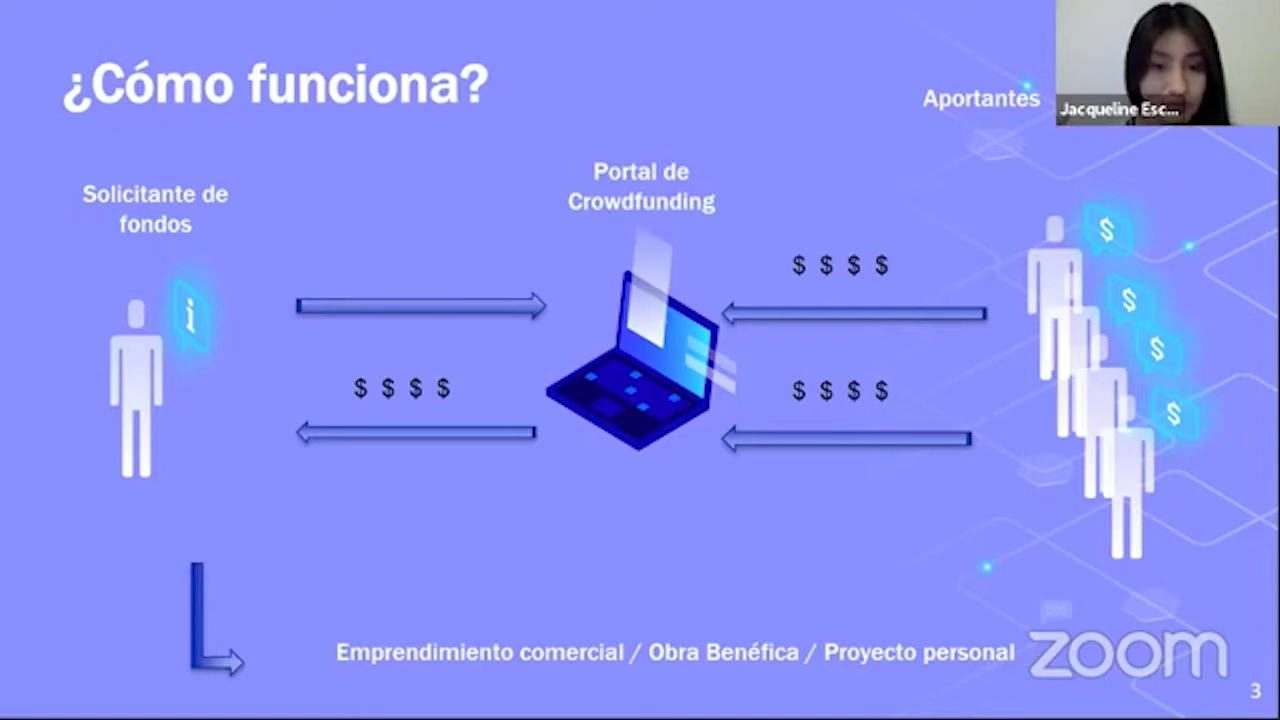 ¿Cómo funciona?
Aportantes
Jacqueline Esc...
Portal de
Crowdfunding
Solicitante de
fondos
i
$ $ $ $
$ $ $ $
$ $ $ $
$
$
$
$
Emprendimiento comercial / Obra Benéfica / Proyecto personal
zoom
3